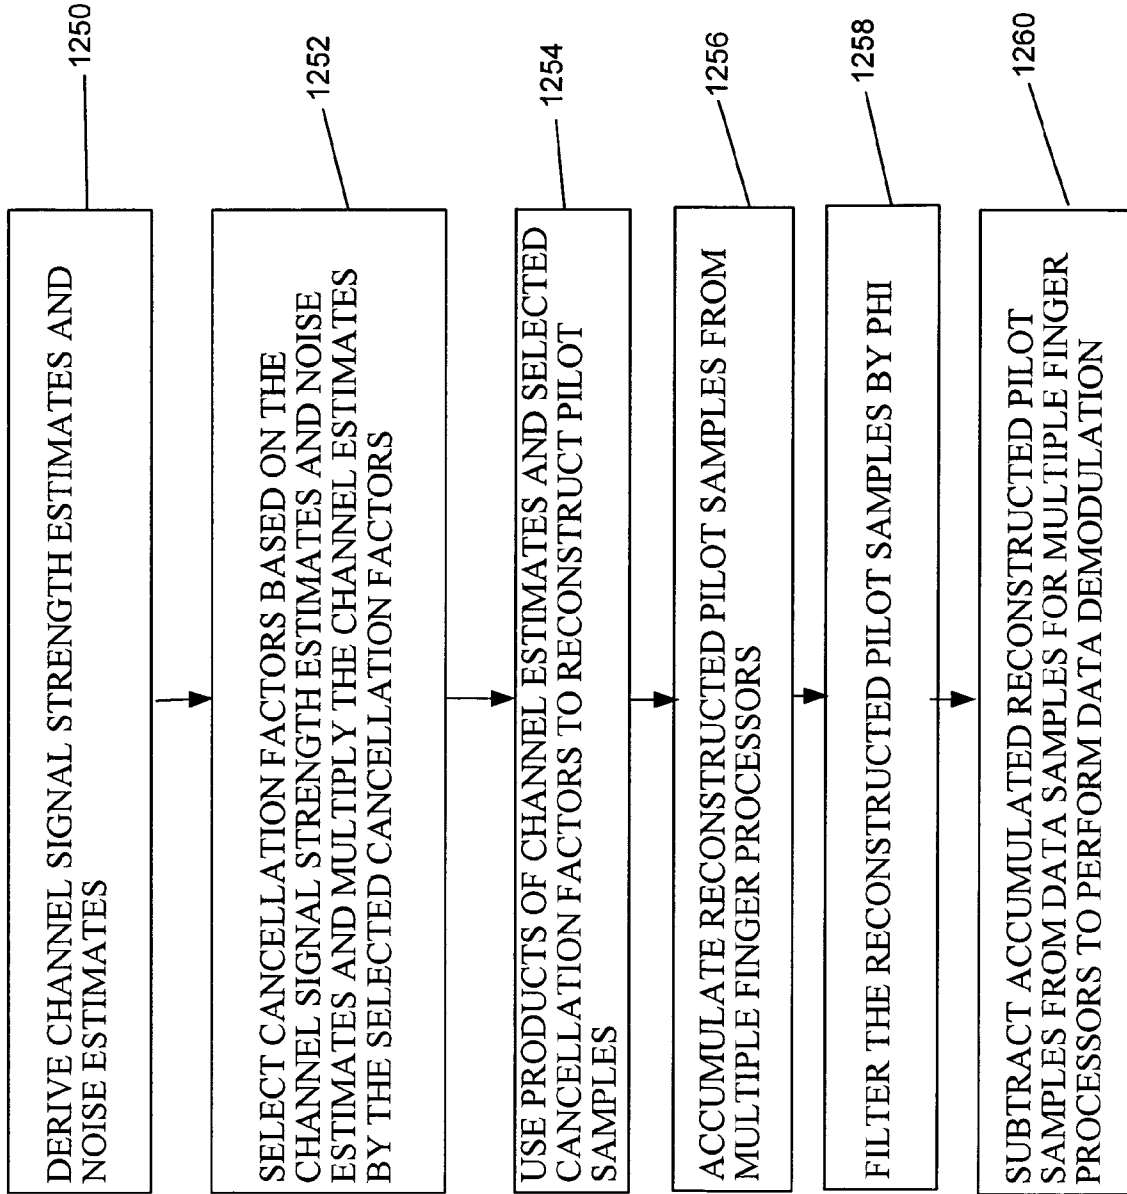 DERIVE CHANNEL SIGNAL STRENGTH ESTIMATES AND
NOISE ESTIMATES
1250
SELECT CANCELLATION FACTORS BASED ON THE
CHANNEL SIGNAL STRENGTH ESTIMATES AND NOISE
ESTIMATES AND MULTIPLY THE CHANNEL ESTIMATES
BY THE SELECTED CANCELLATION FACTORS
1252
USE PRODUCTS OF CHANNEL ESTIMATES AND SELECTED
CANCELLATION FACTORS TO RECONSTRUCT PILOT
SAMPLES
1254
ACCUMULATE RECONSTRUCTED PILOT SAMPLES FROM
MULTIPLE FINGER PROCESSORS
1256
FILTER THE RECONSTRUCTED PILOT SAMPLES BY PHI
1258
SUBTRACT ACCUMULATED RECONSTRUCTED PILOT
SAMPLES FROM DATA SAMPLES FOR MULTIPLE FINGER
PROCESSORS TO PERFORM DATA DEMODULATION
1260